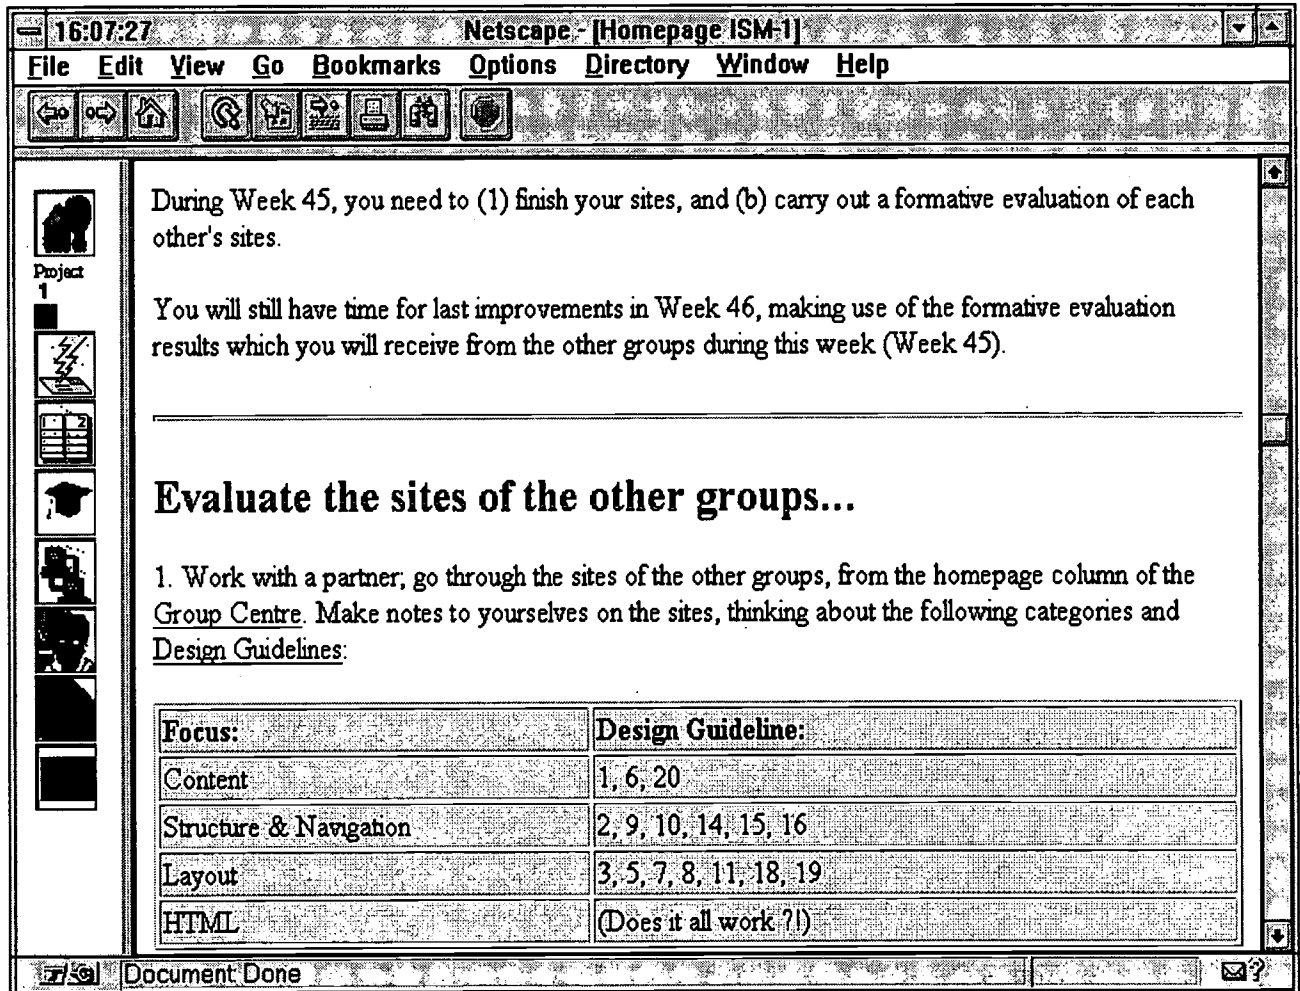 16:07:27 Netscape - [Homepage ISM-1]
File Edit View Go Bookmarks Options Directory Window Help
Project
1
1 2
During Week 45, you need to (1) finish your sites, and (b) carry out a formative evaluation of each
other's sites.
You will still have time for last improvements in Week 46, making use of the formative evaluation
results which you will receive from the other groups during this week (Week 45).
Evaluate the sites of the other groups...
1. Work with a partner; go through the sites of the other groups, from the homepage column of the
Group Centre. Make notes to yourselves on the sites, thinking about the following categories and
Design Guidelines:
Focus: Design Guideline:
Content 1, 6, 20
Structure & Navigation 2, 9, 10, 14, 15, 16
Layout 3, 5, 7, 8, 11, 18, 19
HTML (Does it all work ?!)
Document: Done